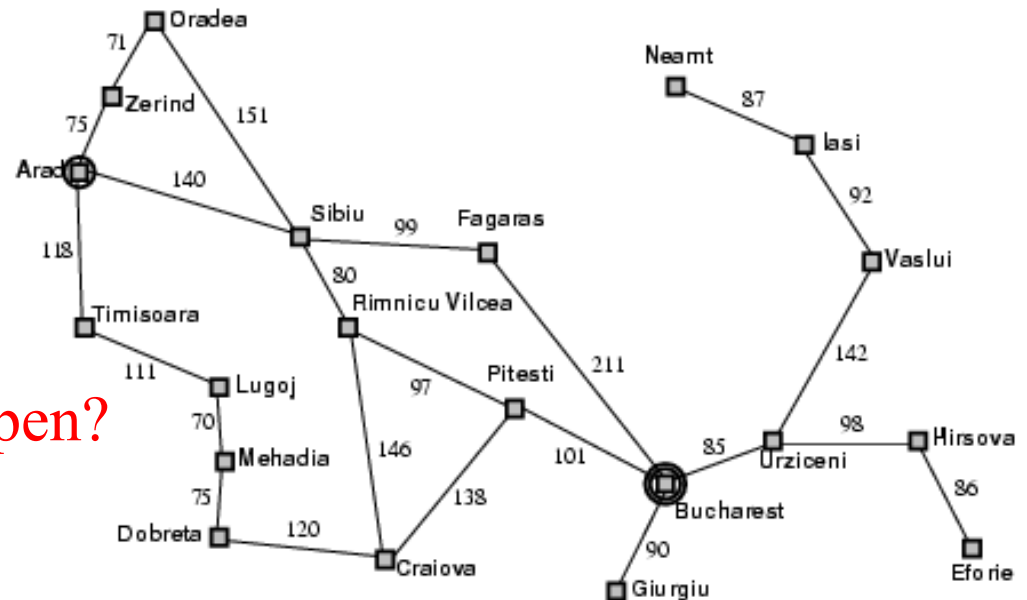 Oradea
71
Neamt
87
Zerind
151
75
Iasi
Arad
140
92
Sibiu
Fagaras
99
118
80
Vaslui
Rimnicu Vilcea
Timisoara
142
111
211
Pitesti
Lugoj
97
pen?
70
98
Hirsova
85
Urziceni
146
101
Mehadia
86
138
75
Bucharest
Dobreta
120
90
Craiova
Eforie
Giurgiu